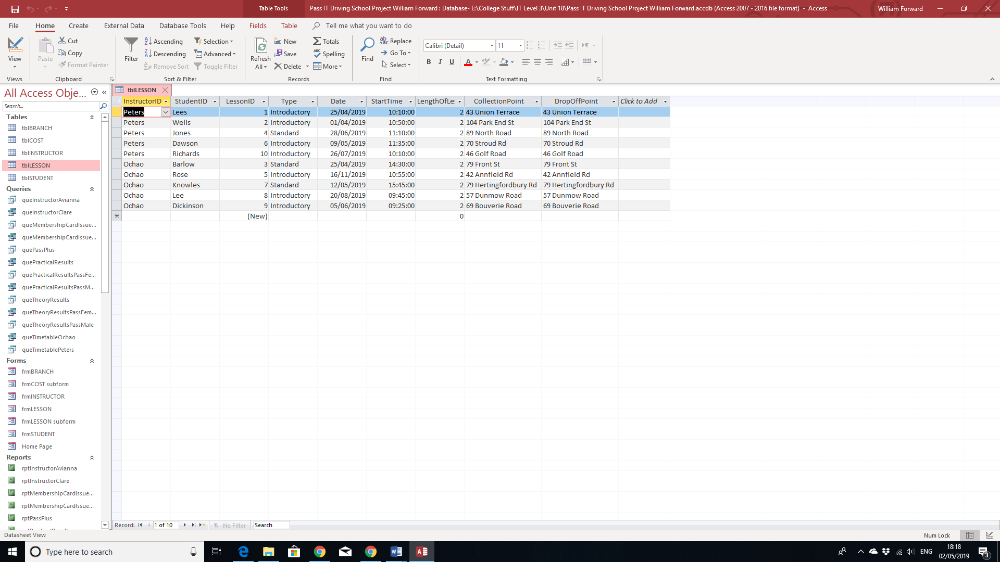 Table Tools
Pass IT Driving School Project William Forward : Database- E:\College Stuff\IT Level 3\Unit 18\Pass IT Driving School Project William Forward.accdb (Access 2007 - 2016 file format) - Access
William Forward
File Home Create External Data Database Tools Help Fields Table Tell me what you want to do
View
Views
Paste
Cut
Copy
Format Painter
Clipboard
Filter
Ascending
Descending
Remove Sort
Selection
Advanced
Toggle Filter
Sort & Filter
Refresh All
New
Save
Delete
Totals
Spelling
More
Records
Find
Replace
Go To
Select
Find
Calibri (Detail) 11
B I U A
Text Formatting
All Access Obje...
Search...
Tables
tblBRANCH
tblCOST
tblINSTRUCTOR
tblLESSON
tblSTUDENT
Queries
queInstructorAvianna
queInstructorClare
queMembershipCardIssue...
queMembershipCardIssue...
quePassPlus
quePracticalResults
quePracticalResultsPassFe...
quePracticalResultsPassM...
queTheoryResults
queTheoryResultsPassFem...
queTheoryResultsPassMale
queTimetableOchao
queTimetablePeters
Forms
frmBRANCH
frmCOST subform
frmINSTRUCTOR
frmLESSON
frmLESSON subform
frmSTUDENT
Home Page
Reports
rptInstructorAvianna
rptInstructorClare
rptMembershipCardIssue...
rptMembershipCardIssue...
rptPassPlus
tblLESSON
InstructorID StudentID LessonID Type Date StartTime LengthOfLe: CollectionPoint DropOffPoint Click to Add
Peters Lees 1 Introductory 25/04/2019 10:10:00 2 43 Union Terrace 43 Union Terrace
Peters Wells 2 Introductory 01/04/2019 10:50:00 2 104 Park End St 104 Park End St
Peters Jones 4 Standard 28/06/2019 11:10:00 2 89 North Road 89 North Road
Peters Dawson 6 Introductory 09/05/2019 11:35:00 2 70 Stroud Rd 70 Stroud Rd
Peters Richards 10 Introductory 26/07/2019 10:10:00 2 46 Golf Road 46 Golf Road
Ochao Barlow 3 Standard 25/04/2019 14:30:00 2 79 Front St 79 Front St
Ochao Rose 5 Introductory 16/11/2019 10:55:00 2 42 Annfield Rd 42 Annfield Rd
Ochao Knowles 7 Standard 12/05/2019 15:45:00 2 79 Hertingfordbury Rd 79 Hertingfordbury Rd
Ochao Lee 8 Introductory 20/08/2019 09:45:00 2 57 Dunmow Road 57 Dunmow Road
Ochao Dickinson 9 Introductory 05/06/2019 09:25:00 2 69 Bouverie Road 69 Bouverie Road
* (New) 0
Record: 1 of 10 No Filter Search
Datasheet View
Num Lock
Type here to search
ENG
18:18
02/05/2019
3